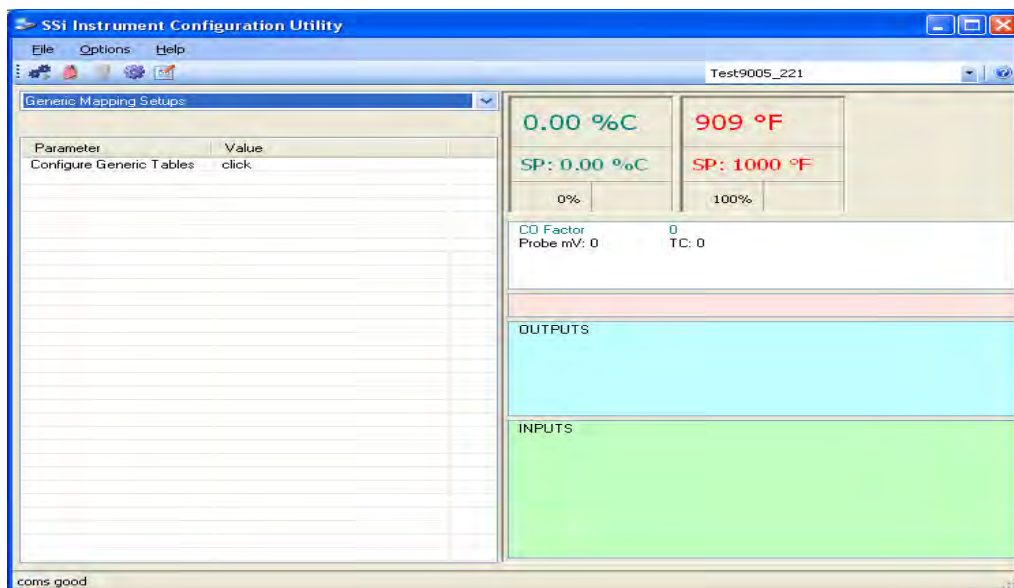 SSi Instrument Configuration Utility
File Options Help
Test9005_221
Generic Mapping Setups
Parameter Value
Configure Generic Tables click
0.00 %C
SP: 0.00 %C
0%
909 °F
SP: 1000 °F
100%
CO Factor 0
Probe mV: 0 TC: 0
OUTPUTS
INPUTS
coms good